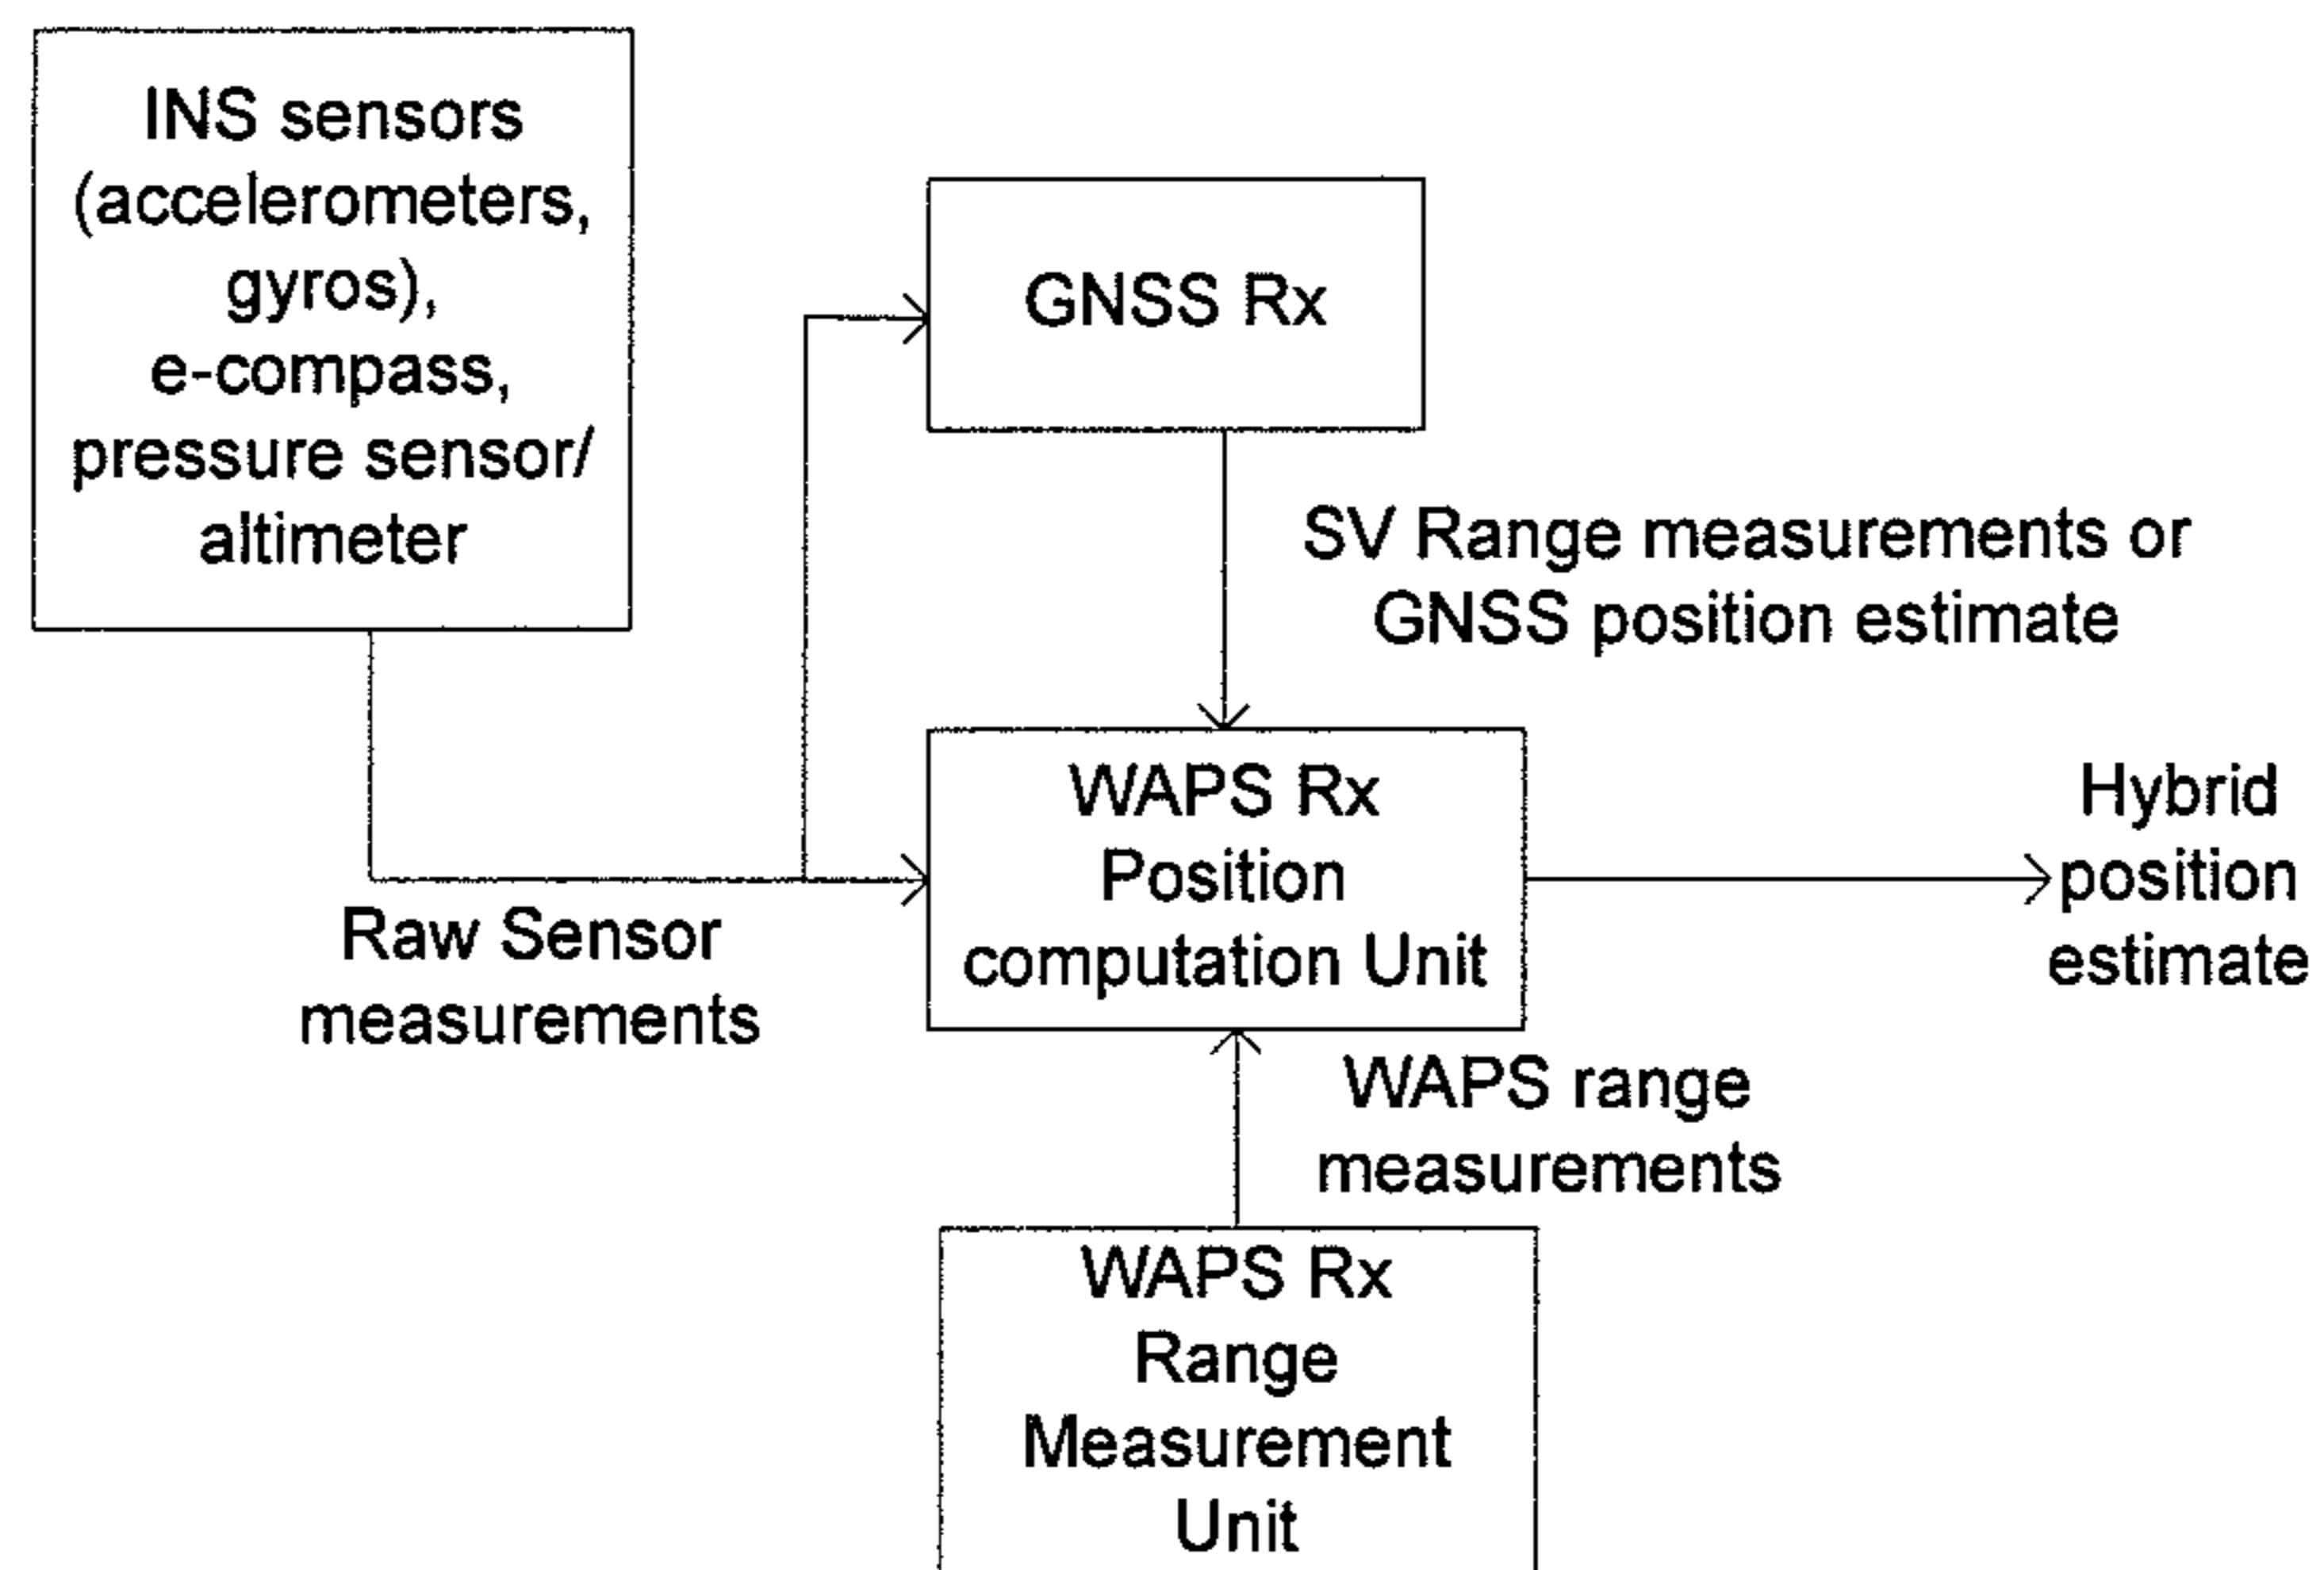 INS sensors
(accelerometers,
gyros),
e-compass,
pressure sensor/
altimeter
GNSS Rx
SV Range measurements or
GNSS position estimate
WAPS Rx
Position
computation Unit
Hybrid
position
estimate
Raw Sensor
measurements
WAPS range
measurements
WAPS Rx
Range
Measurement
Unit